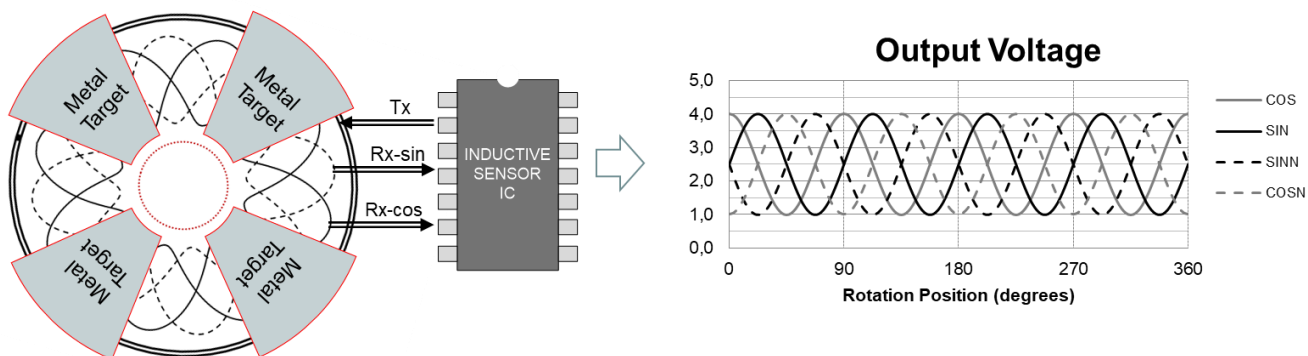 Metal
Target
Metal
Target
Metal
Target
Metal
Target
Tx
Rx-sin
Rx-cos
INDUCTIVE
SENSOR
IC
Output Voltage
5,0
4,0
3,0
2,0
1,0
0,0
0 90 180 270 360
Rotation Position (degrees)
COS
SIN
SINN
COSN